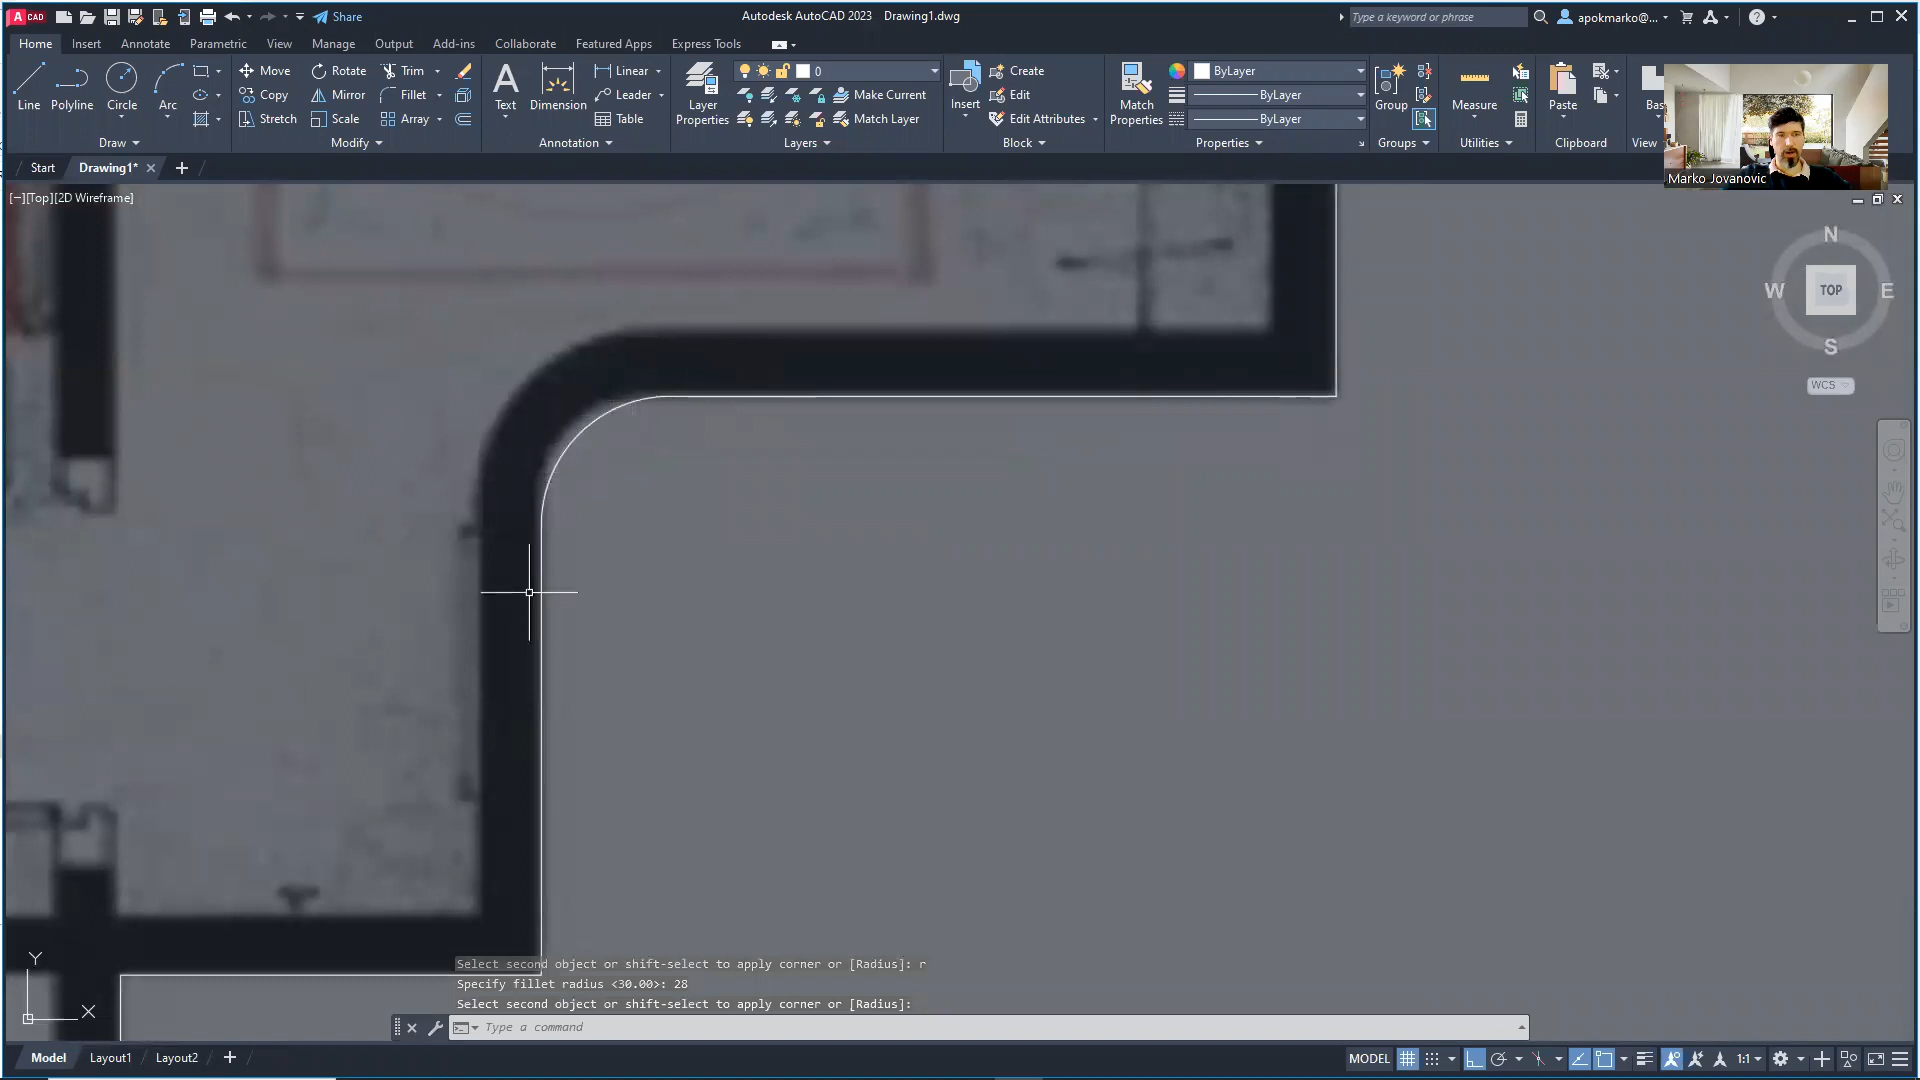 A CAD
Share
Autodesk AutoCAD 2023 Drawing1.dwg
Type a keyword or phrase
apokmarko@...
Home Insert Annotate Parametric View Manage Output Add-ins Collaborate Featured Apps Express Tools
Line Polyline Circle Arc
Move Rotate Trim
Copy Mirror Fillet
Stretch Scale Array
Draw Modify
Text Dimension
Linear
Leader
Table
Annotation
Layer Properties
0
Make Current
Match Layer
Layers
Insert
Create
Edit
Edit Attributes
Block
Match Properties
ByLayer
ByLayer
ByLayer
Properties
Group
Groups
Measure
Utilities
Paste
Clipboard
Bas
View
Marko Jovanovic
Start Drawing1* 
[−][Top][2D Wireframe]
N
W TOP E
S
WCS
Y
X
Select second object or shift-select to apply corner or [Radius]: r
Specify fillet radius <30.00>: 28
Select second object or shift-select to apply corner or [Radius]:
Type a command
Model Layout1 Layout2
MODEL
1:1